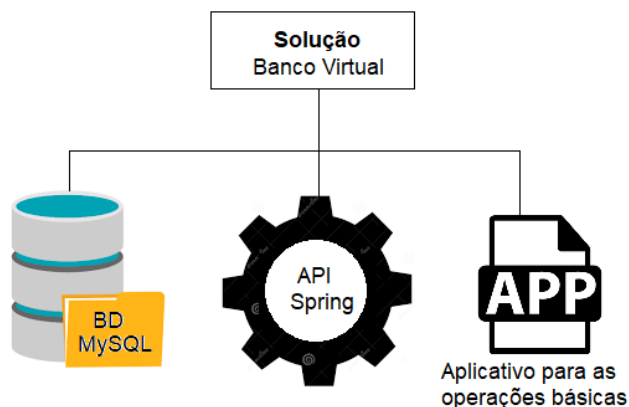 Solução
Banco Virtual
BD
MySQL
API
Spring
APP
Aplicativo para as
operações básicas